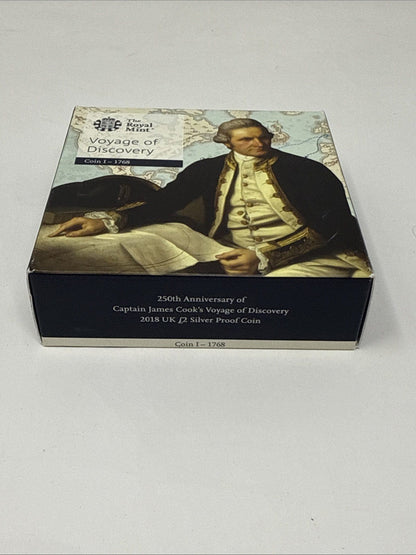 The
Royal
Mint®
Voyage of
Discovery
Coin I – 1768
250th Anniversary of
Captain James Cook's Voyage of Discovery
2018 UK £2 Silver Proof Coin
Coin I – 1768